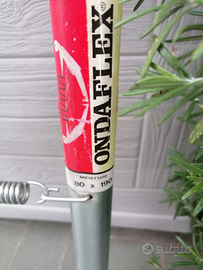 ONDAFLEX
BREVETTATO
80 x 190
subito